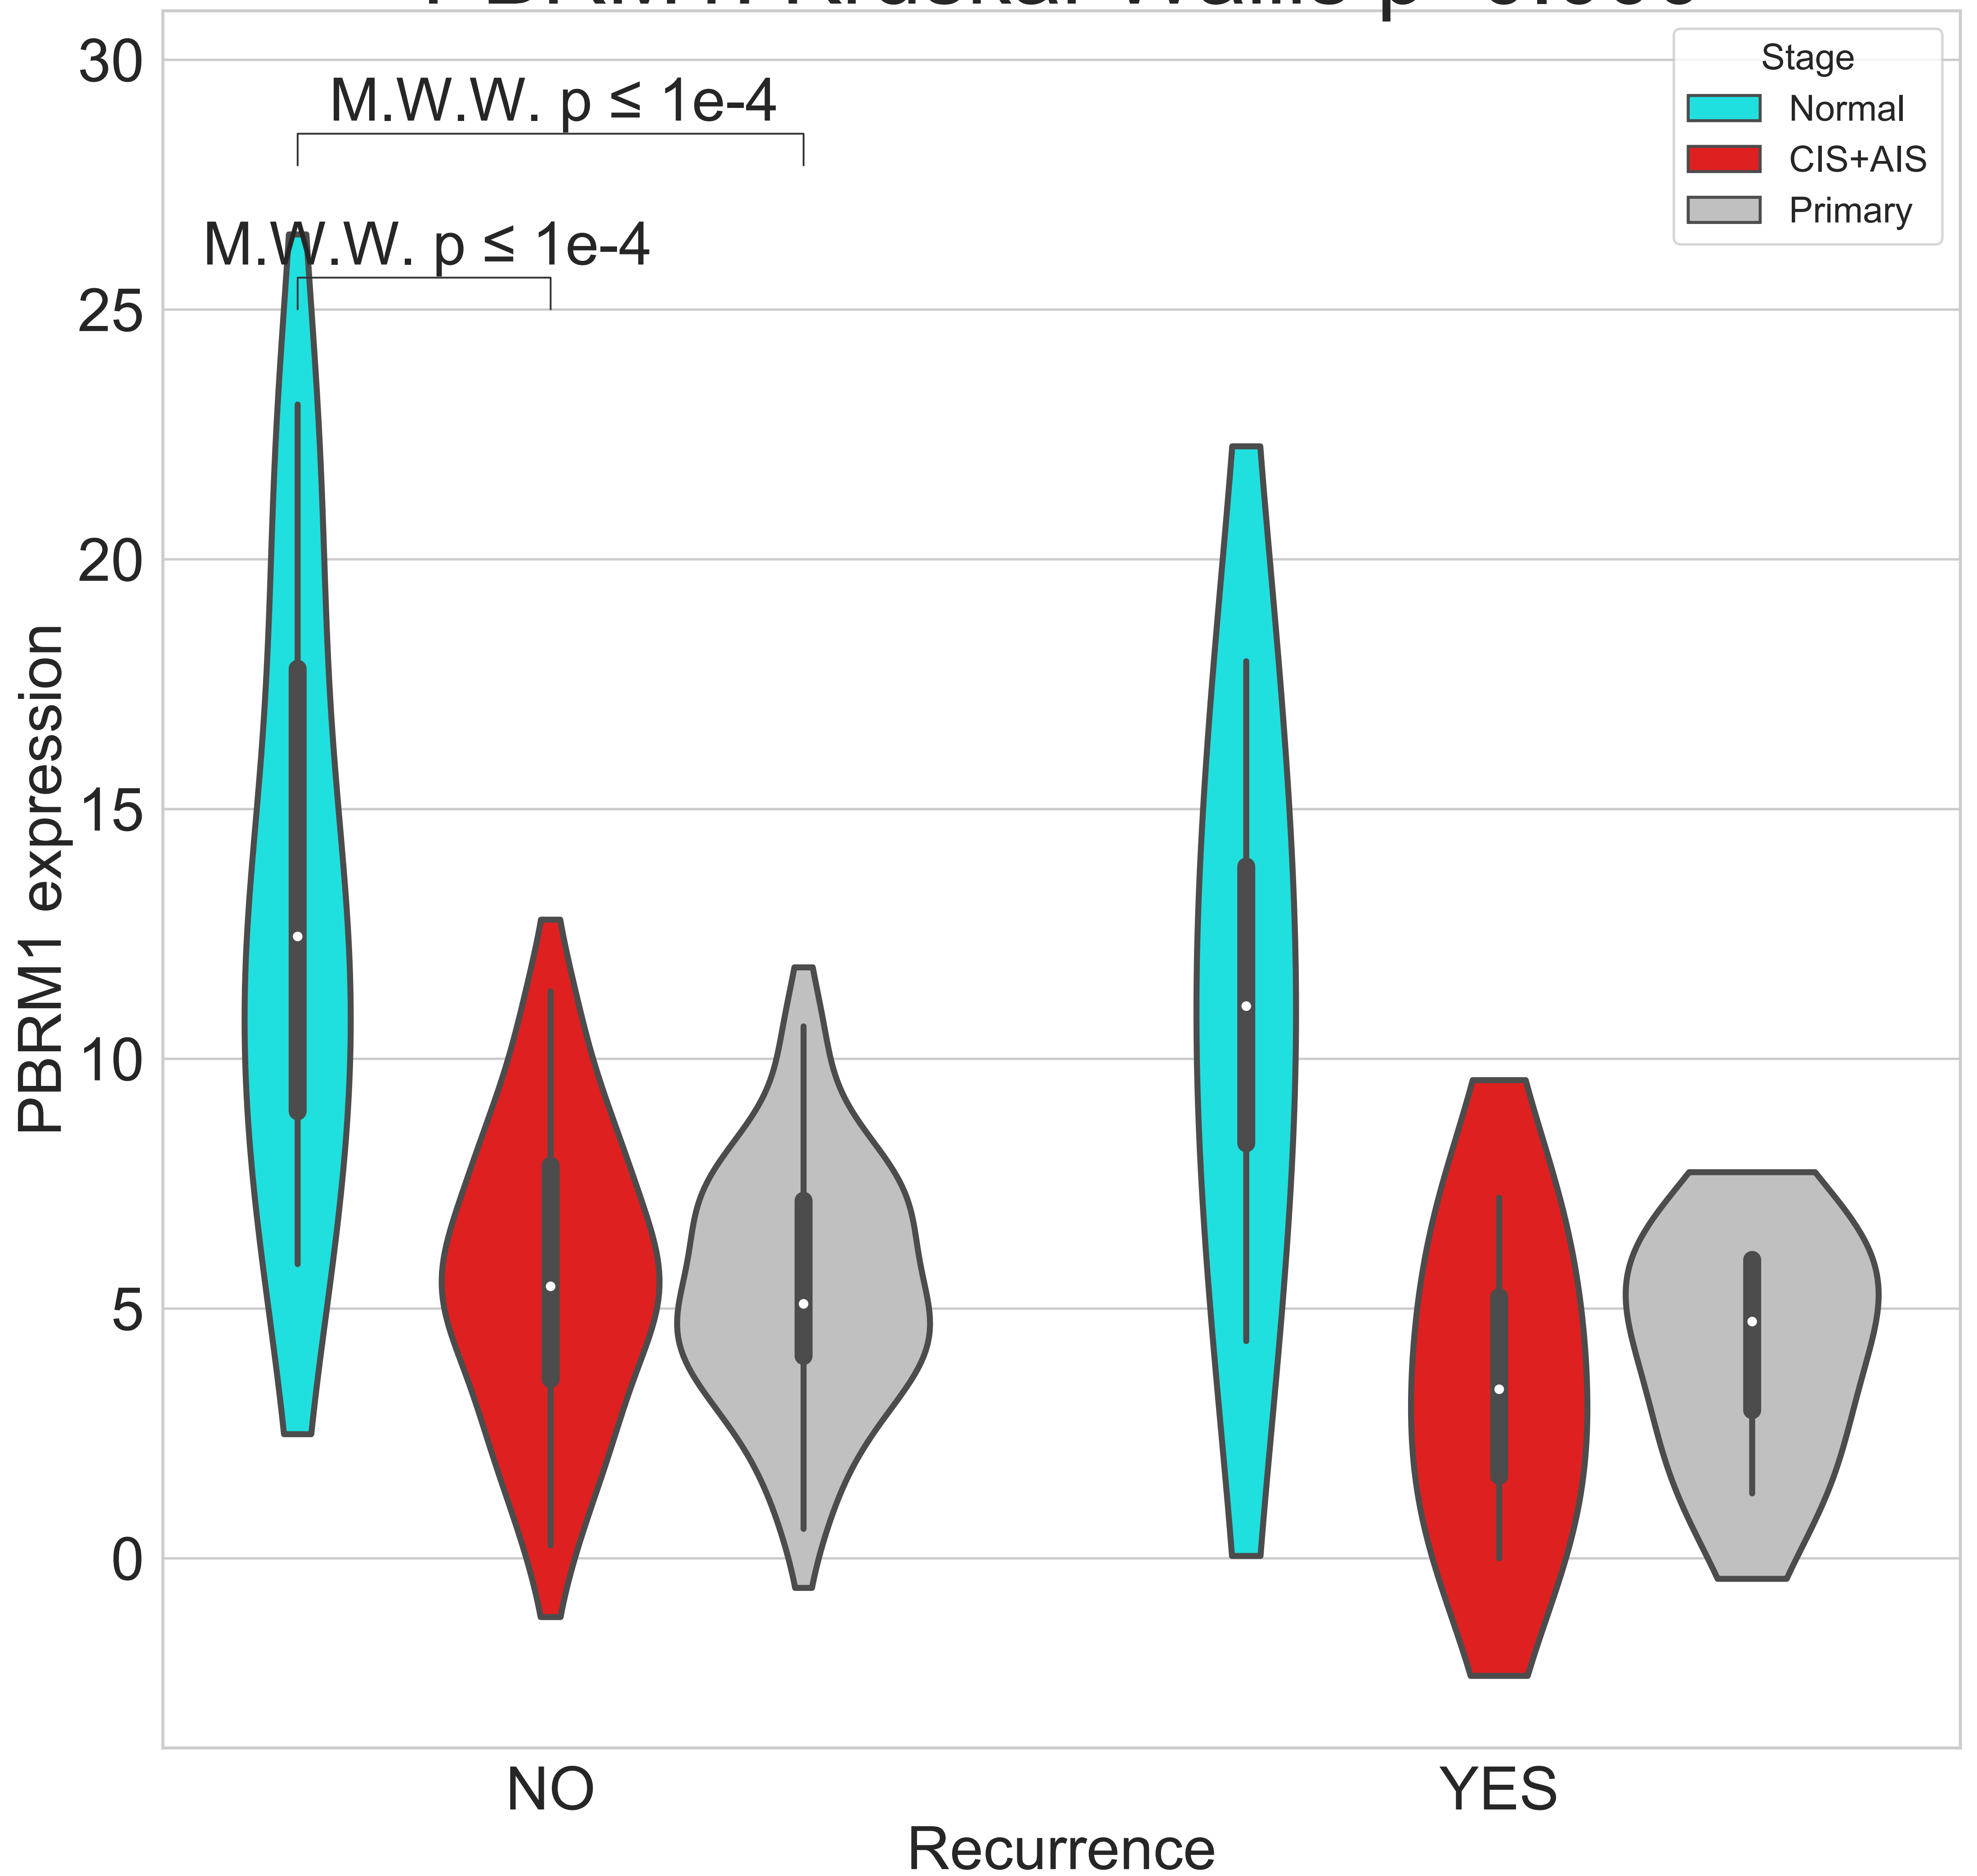 30
M.W.W. p ≤ 1e-4
M.W.W. p ≤ 1e-4
25
20
15
10
5
0
PBRM1 expression
Stage
Normal
CIS+AIS
Primary
NO
YES
Recurrence